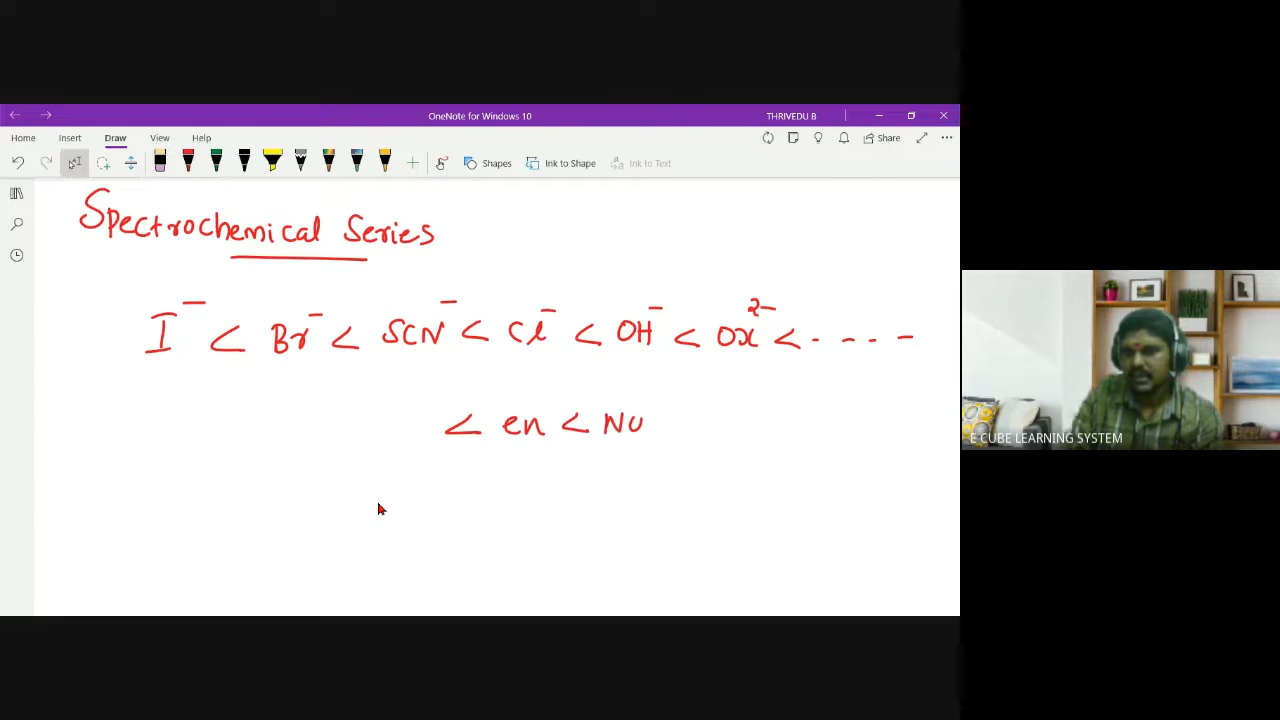 OneNote for Windows 10
THRIVEDU B
Home Insert Draw View Help
Share
Shapes Ink to Shape Ink to Text
Spectrochemical Series
I⁻ < Br⁻ < SCN⁻ < Cl⁻ < OH⁻ < Ox²⁻ < - - - -
< en < NO
E CUBE LEARNING SYSTEM